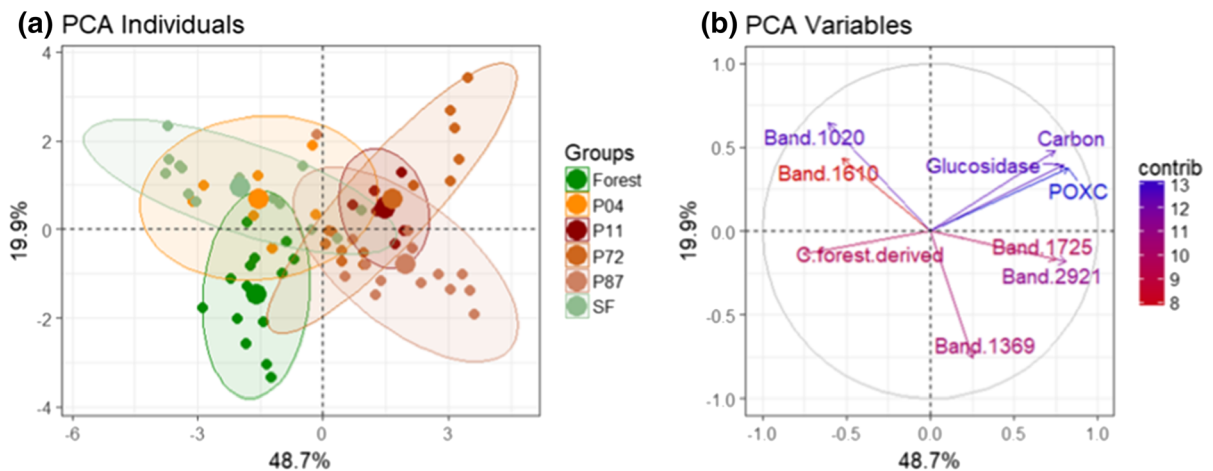 (a) PCA Individuals
4
2
0
-2
-4
19.9%
-6
-3
0
3
48.7%
Groups
Forest
P04
P11
P72
P87
SF
(b) PCA Variables
1.0
0.5
0.0
-0.5
-1.0
19.9%
Band.1020
Band.1610
Carbon
Glucosidase
POXC
C.forest.derived
Band.1725
Band.2921
Band.1369
-1.0
-0.5
0.0
0.5
1.0
48.7%
contrib
13
12
11
10
9
8